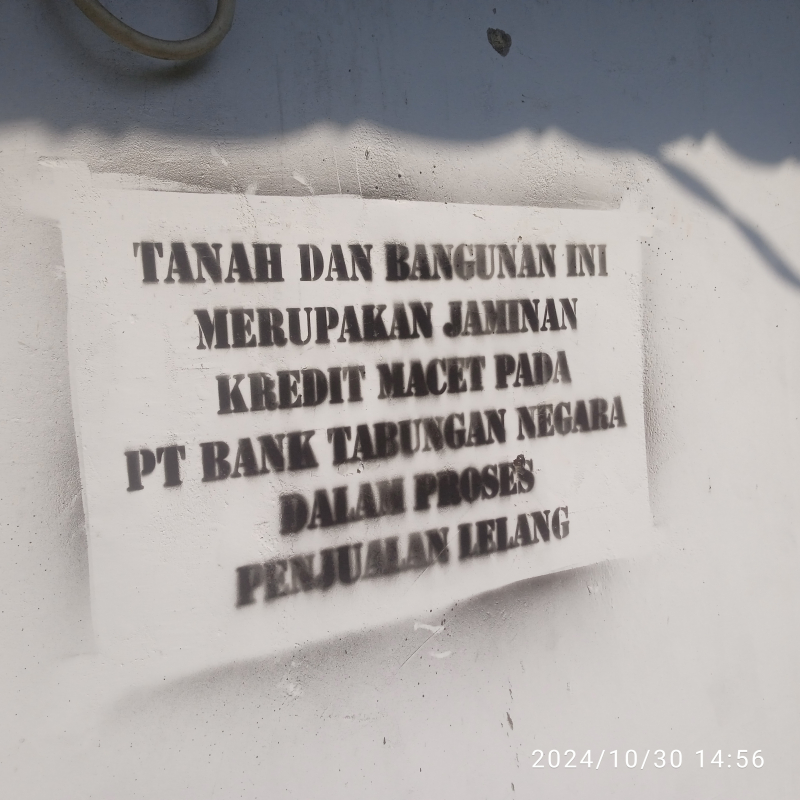 TANAH DAN BANGUNAN INI
MERUPAKAN JAMINAN
KREDIT MACET PADA
PT BANK TABUNGAN NEGARA
DALAM PROSES
PENJUALAN LELANG
2024/10/30 14:56